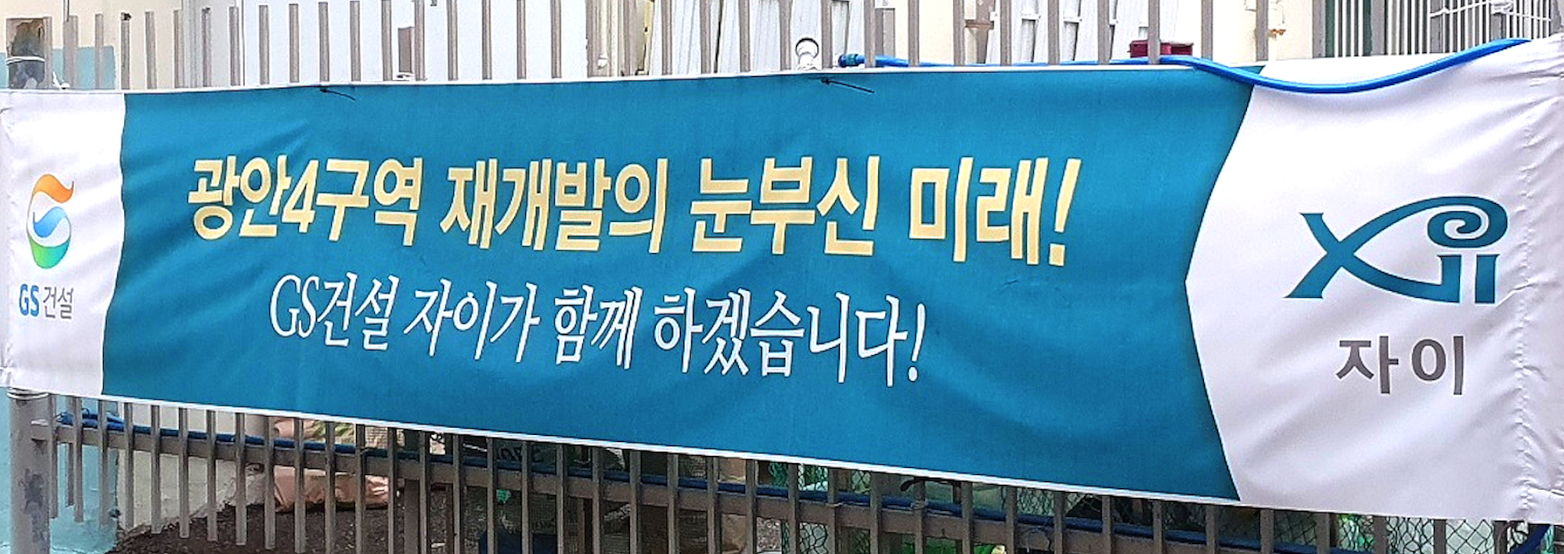 GS건설
광안4구역 재개발의 눈부신 미래!
GS건설 자이가 함께 하겠습니다!
Xii
자이